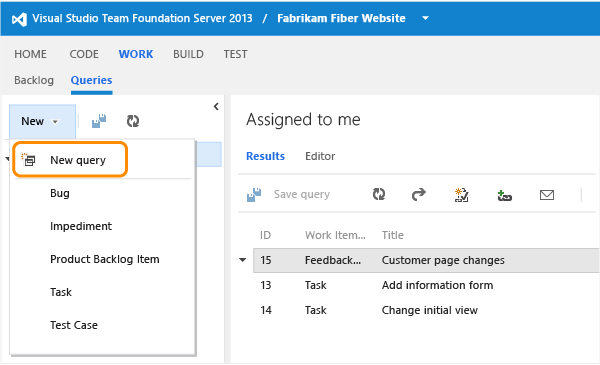 Visual Studio Team Foundation Server 2013 / Fabrikam Fiber Website
HOME CODE WORK BUILD TEST
Backlog Queries
New
New query
Bug
Impediment
Product Backlog Item
Task
Test Case
Assigned to me
Results Editor
Save query
ID Work Item... Title
15 Feedback... Customer page changes
13 Task Add information form
14 Task Change initial view